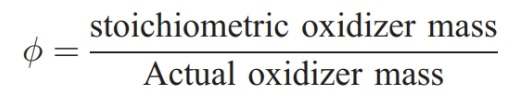 ϕ = stoichiometric oxidizer mass
Actual oxidizer mass